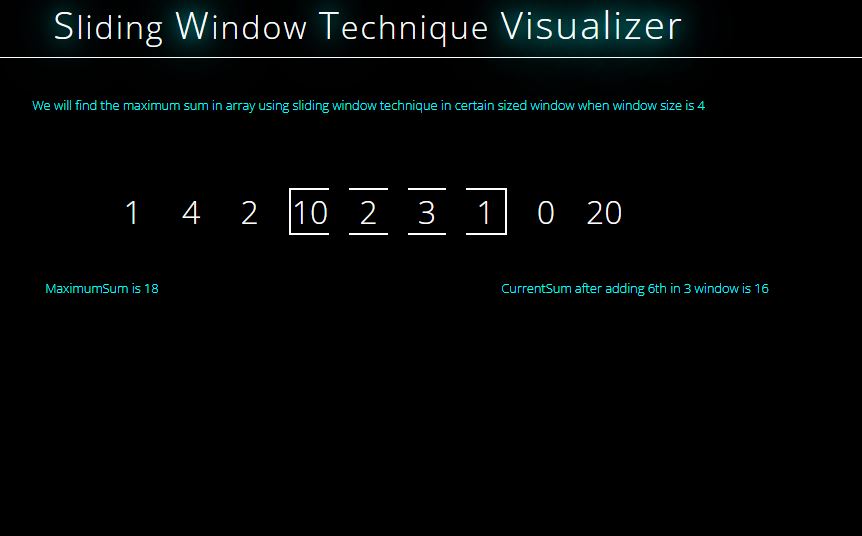 Sliding Window Technique Visualizer
We will find the maximum sum in array using sliding window technique in certain sized window when window size is 4
1 4 2 10 2 3 1 0 20
MaximumSum is 18 CurrentSum after adding 6th in 3 window is 16